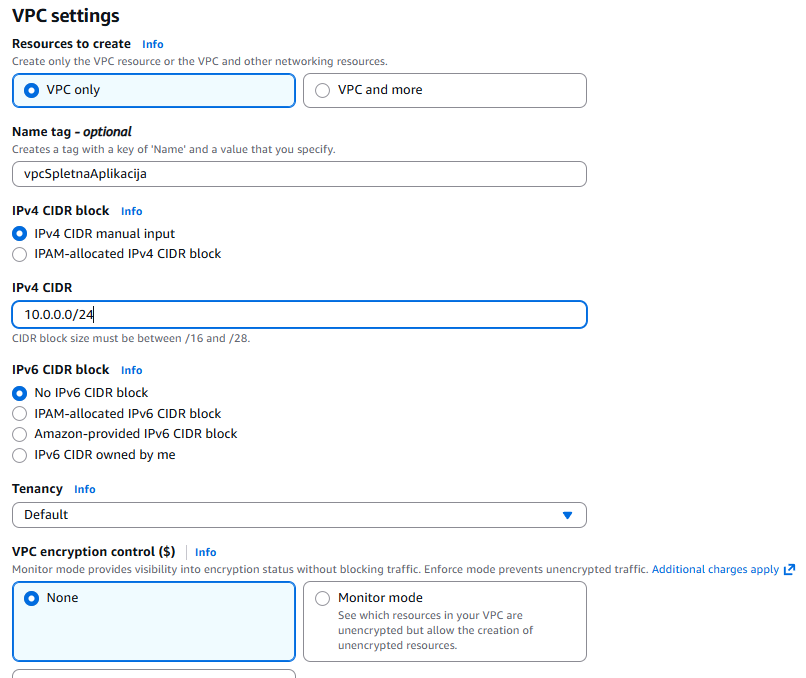 VPC settings
Resources to create Info
Create only the VPC resource or the VPC and other networking resources.
VPC only
VPC and more
Name tag - optional
Creates a tag with a key of 'Name' and a value that you specify.
vpcSpletnaAplikacija
IPv4 CIDR block Info
IPv4 CIDR manual input
IPAM-allocated IPv4 CIDR block
IPv4 CIDR
10.0.0.0/24
CIDR block size must be between /16 and /28.
IPv6 CIDR block Info
No IPv6 CIDR block
IPAM-allocated IPv6 CIDR block
Amazon-provided IPv6 CIDR block
IPv6 CIDR owned by me
Tenancy Info
Default
VPC encryption control ($) Info
Monitor mode provides visibility into encryption status without blocking traffic. Enforce mode prevents unencrypted traffic. Additional charges apply
None
Monitor mode
See which resources in your VPC are
unencrypted but allow the creation of
unencrypted resources.